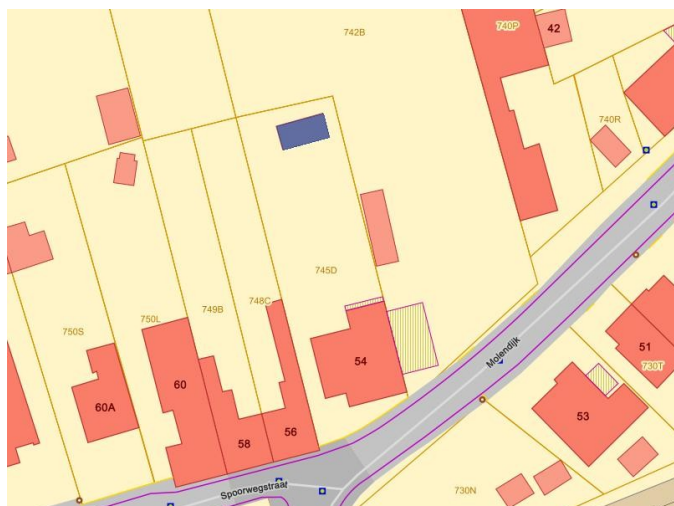 742B
740P
42
740R
745D
748C
749B
750L
750S
54
60
60A
58
56
Molendijk
51
730T
53
Spoorwegstraat
730N